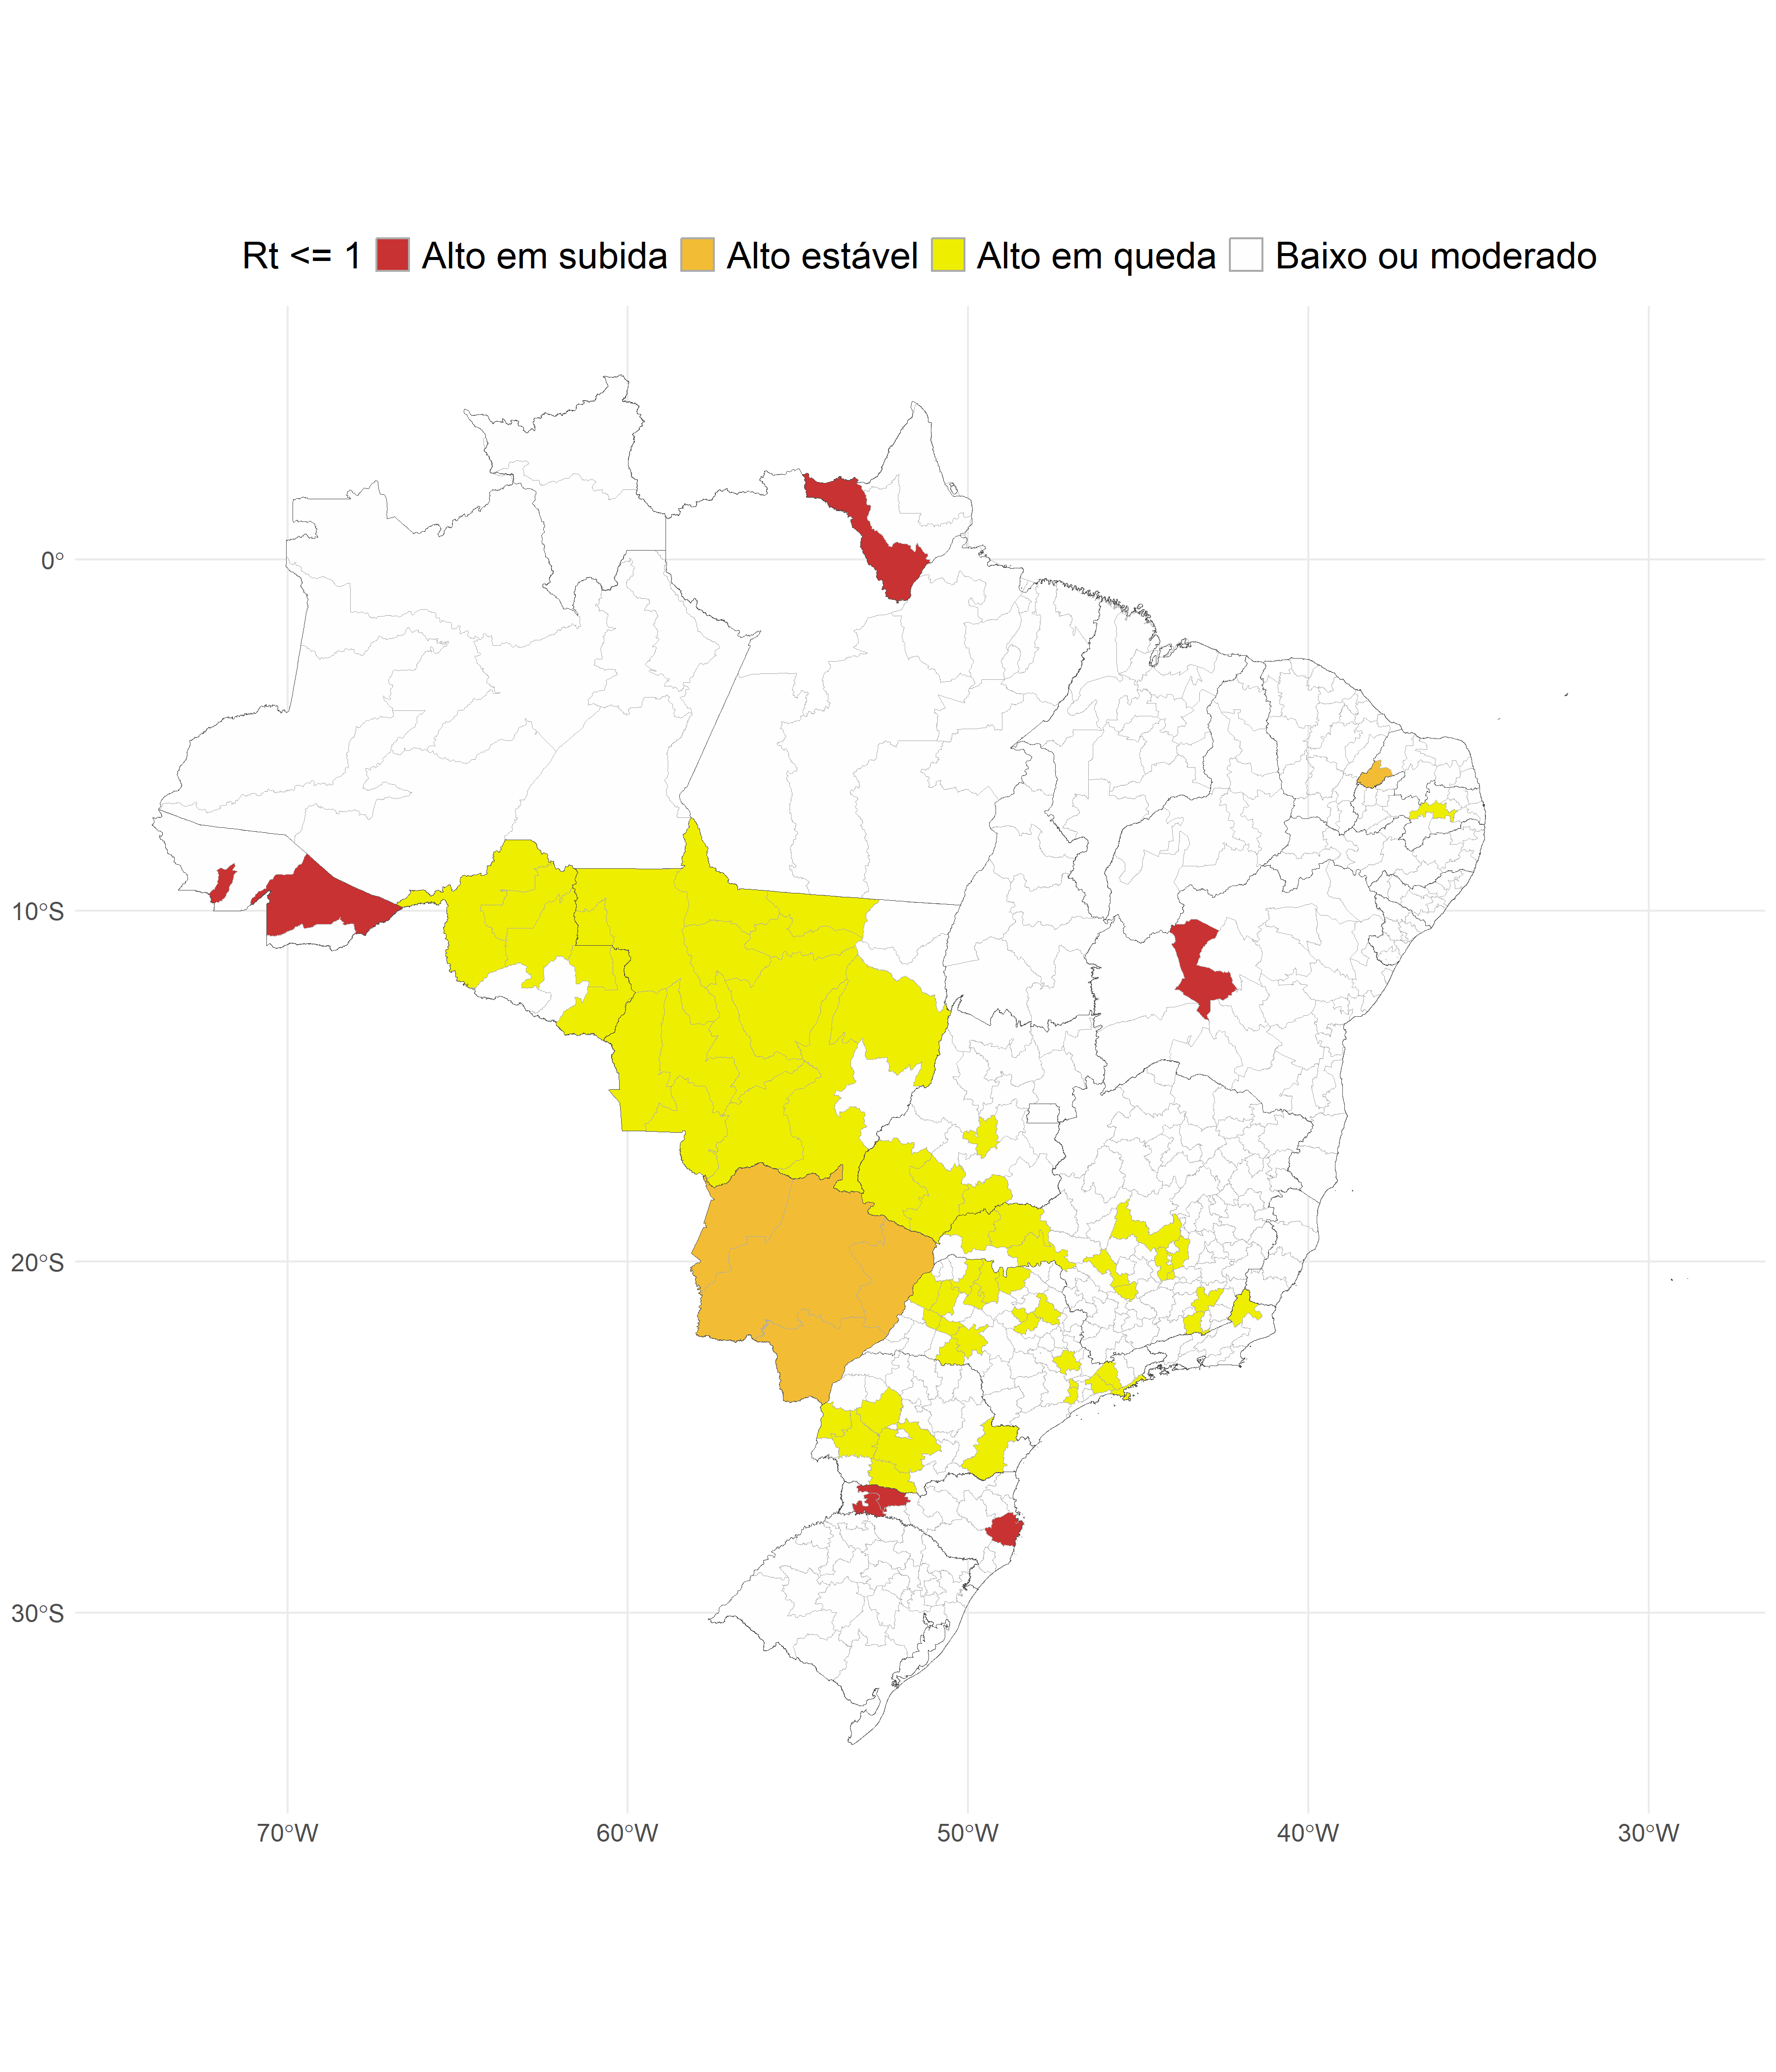 Rt <= 1 Alto em subida Alto estável Alto em queda Baixo ou moderado
0°
10°S
20°S
30°S
70°W 60°W 50°W 40°W 30°W